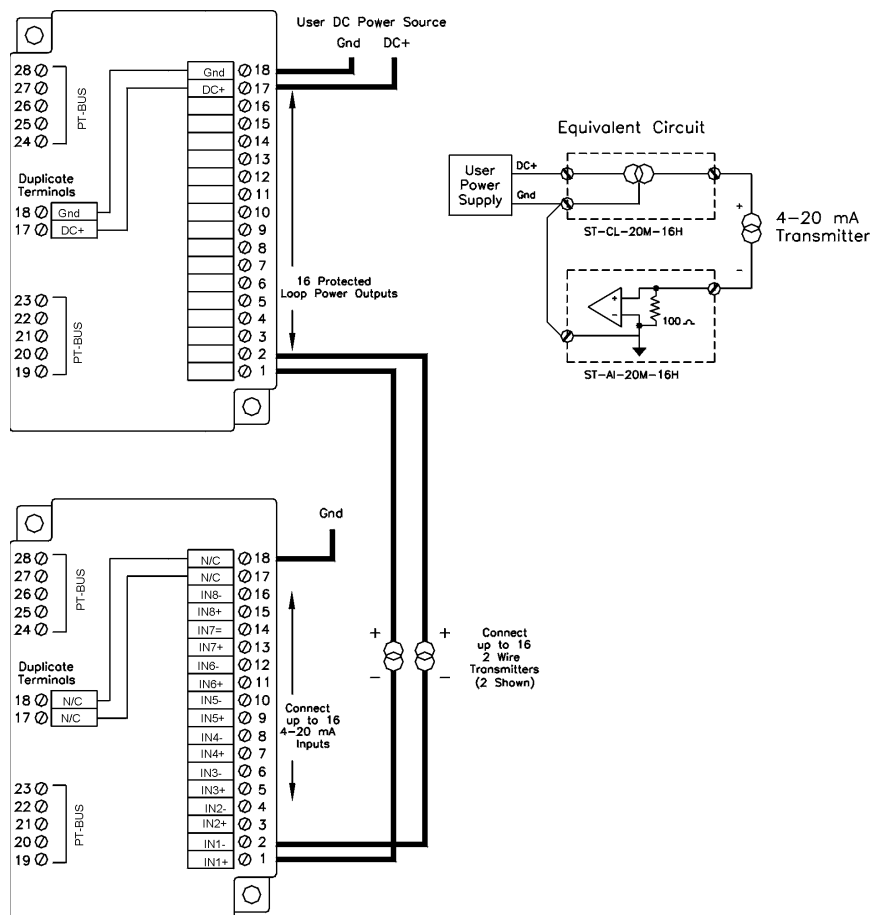 User DC Power Source
Gnd DC+
28
27
26
25
24
PT-BUS
Duplicate
Terminals
18 Gnd
17 DC+
23
22
21
20
19
PT-BUS
Gnd 18
DC+ 17
16
15
14
13
12
11
10
9
8
7
6
5
4
3
2
1
16 Protected
Loop Power Outputs
Equivalent Circuit
User
Power
Supply
DC+
Gnd
ST-CL-20M-16H
+
4-20 mA
Transmitter
-
+
-
100Ω
ST-AI-20M-16H
Gnd
28
27
26
25
24
PT-BUS
Duplicate
Terminals
18 N/C
17 N/C
23
22
21
20
19
PT-BUS
N/C 18
N/C 17
IN8- 16
IN8+ 15
IN7= 14
IN7+ 13
IN6- 12
IN6+ 11
IN5- 10
IN5+ 9
IN4- 8
IN4+ 7
IN3- 6
IN3+ 5
IN2- 4
IN2+ 3
IN1- 2
IN1+ 1
Connect
up to 16
4-20 mA
Inputs
+ +
- -
Connect
up to 16
2 Wire
Transmitters
(2 Shown)